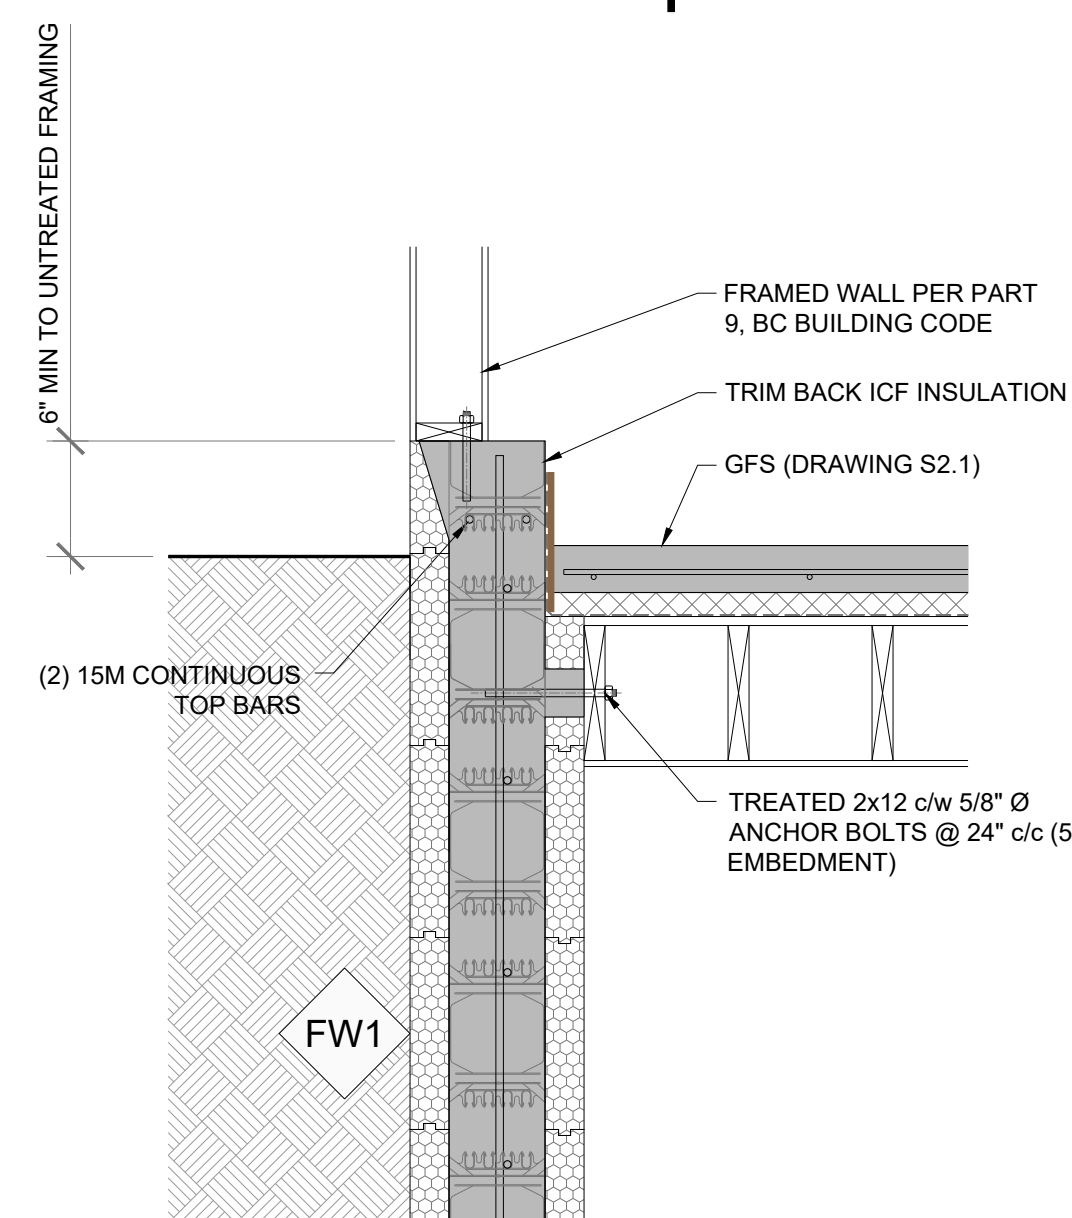 6" MIN TO UNTREATED FRAMING
FRAMED WALL PER PART
9, BC BUILDING CODE
TRIM BACK ICF INSULATION
GFS (DRAWING S2.1)
(2) 15M CONTINUOUS
TOP BARS
TREATED 2x12 c/w 5/8" Ø
ANCHOR BOLTS @ 24" c/c (5
EMBEDMENT)
FW1